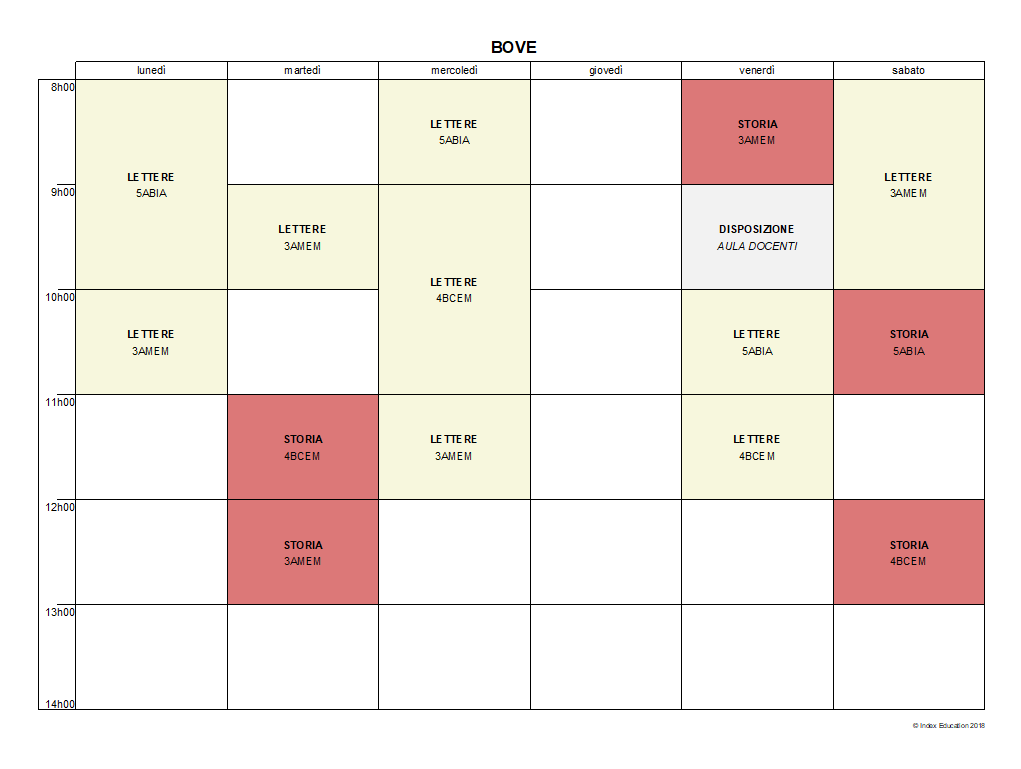 BOVE
lunedì martedì mercoledì giovedì venerdì sabato
8h00
LETTERE STORIA
5ABIA 3AMEM
LETTERE LETTERE
5ABIA 3AMEM
9h00
LETTERE DISPOSIZIONE
3AMEM AULA DOCENTI
LETTERE
4BCEM
10h00
LETTERE LETTERE STORIA
3AMEM 5ABIA 5ABIA
11h00
STORIA LETTERE LETTERE
4BCEM 3AMEM 4BCEM
12h00
STORIA STORIA
3AMEM 4BCEM
13h00
14h00
© Index Education 2018